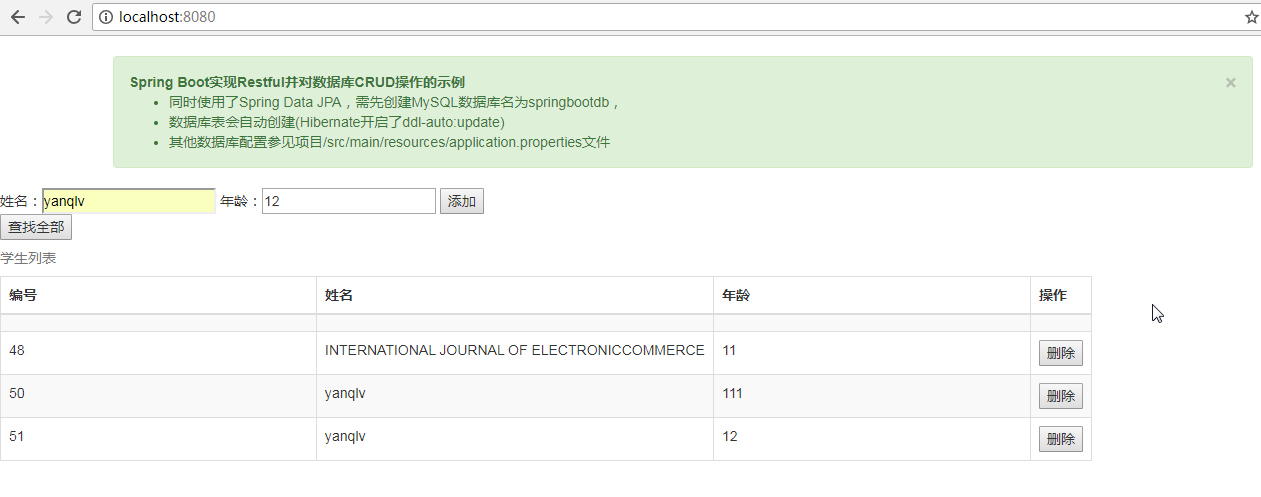 localhost:8080
Spring Boot实现Restful并对数据库CRUD操作的示例
×
同时使用了Spring Data JPA，需先创建MySQL数据库名为springbootdb，
数据库表会自动创建(Hibernate开启了ddl-auto:update)
其他数据库配置参见项目/src/main/resources/application.properties文件
姓名：yanqlv 年龄：12 添加
查找全部
学生列表
编号 姓名 年龄 操作
48 INTERNATIONAL JOURNAL OF ELECTRONICCOMMERCE 11 删除
50 yanqlv 111 删除
51 yanqlv 12 删除